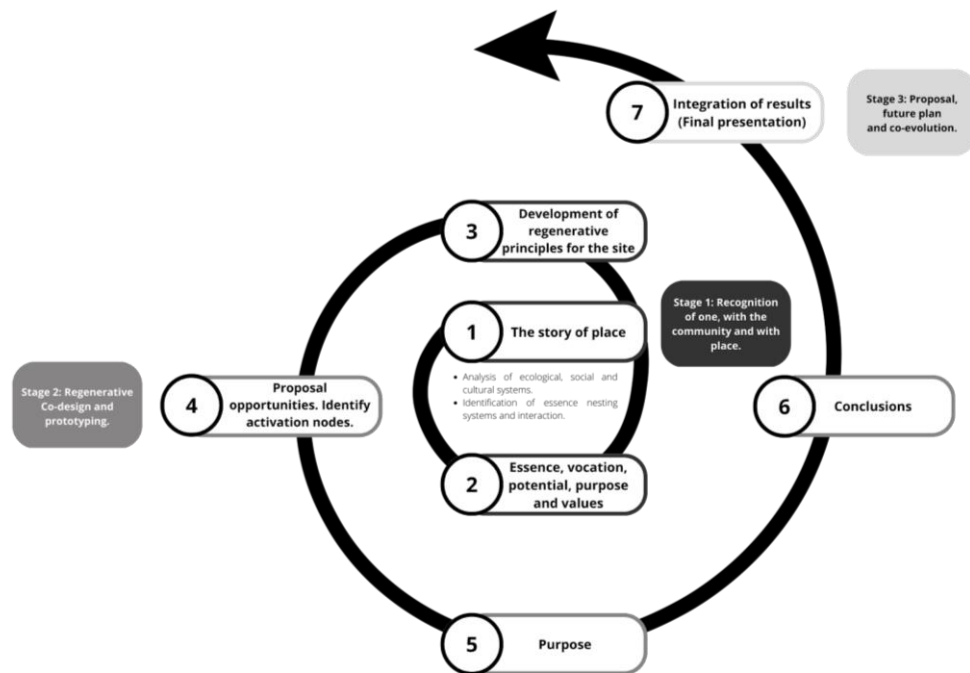 7
Integration of results
(Final presentation)
Stage 3: Proposal,
future plan
and co-evolution.
3
Development of
regenerative
principles for the site
1
The story of place
Stage 1: Recognition
of one, with the
community and with
place.
• Analysis of ecological, social and
cultural systems.
• Identification of essence nesting
systems and interaction.
Stage 2: Regenerative
Co-design and
prototyping.
4
Proposal
opportunities. Identify
activation nodes.
6
Conclusions
2
Essence, vocation,
potential, purpose
and values
5
Purpose